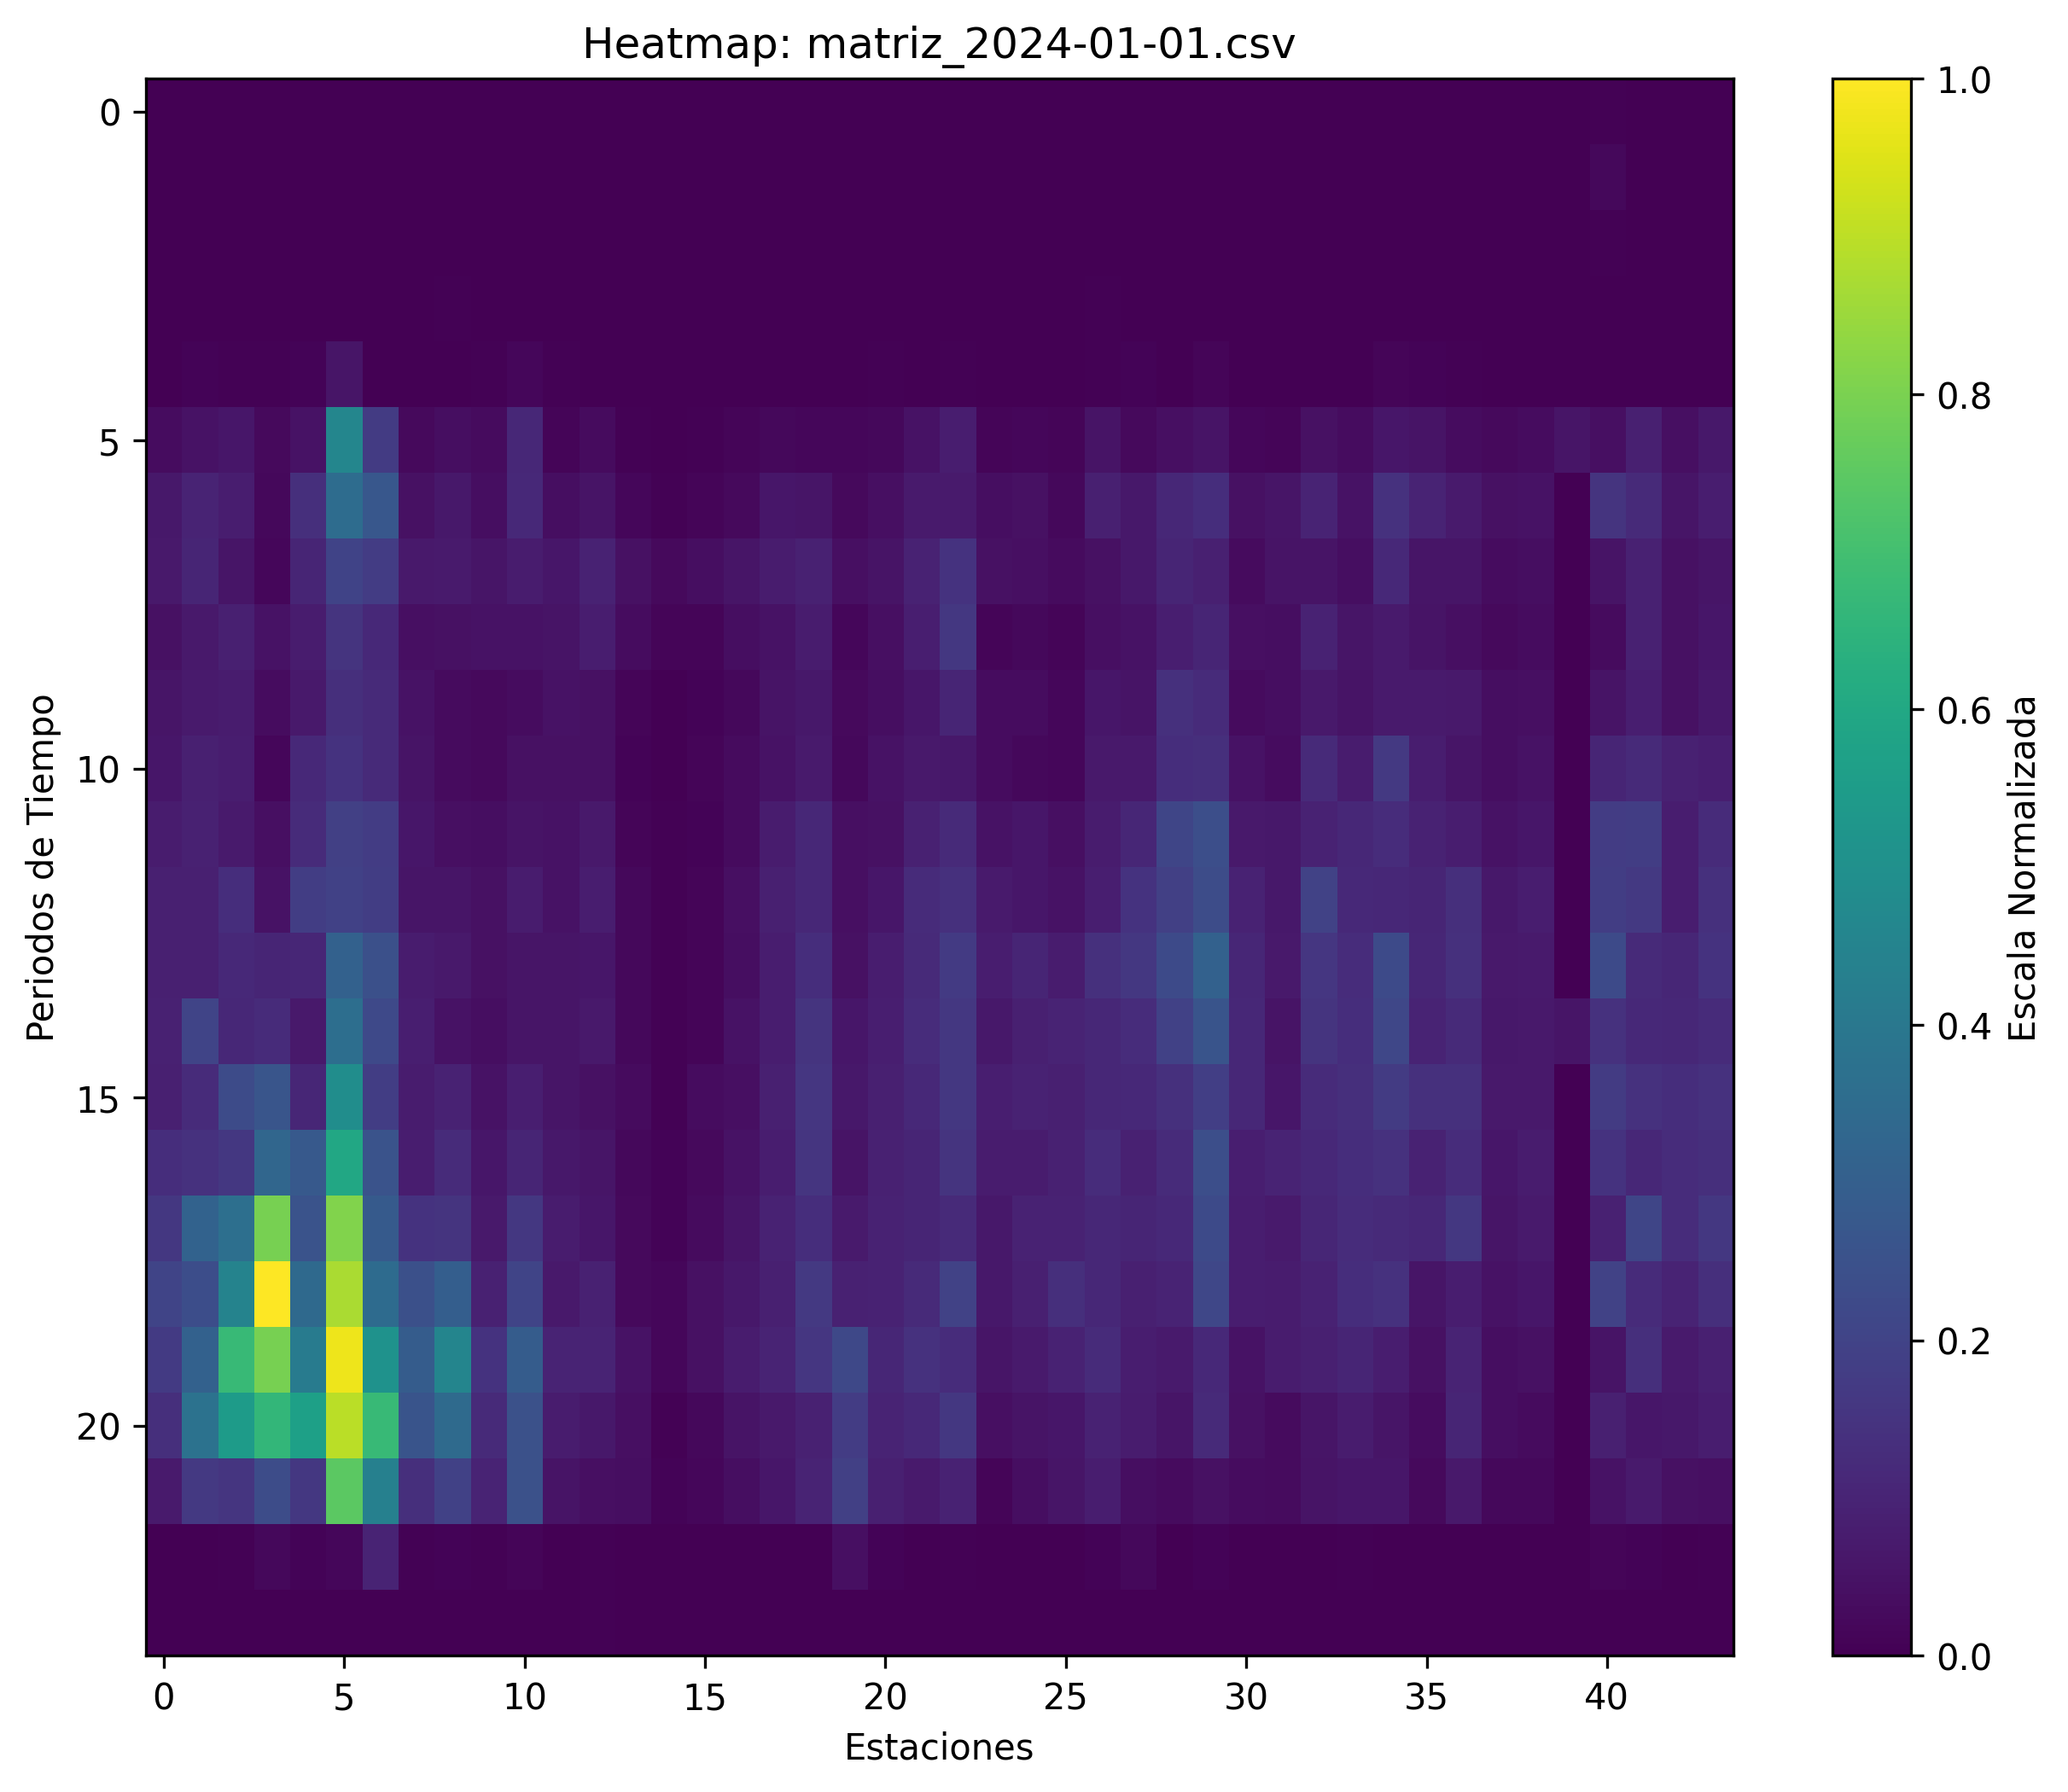 Heatmap: matriz_2024-01-01.csv
Periodos de Tiempo
0
5
10
15
20
0 5 10 15 20 25 30 35 40
Estaciones
1.0
0.8
0.6
0.4
0.2
0.0
Escala Normalizada